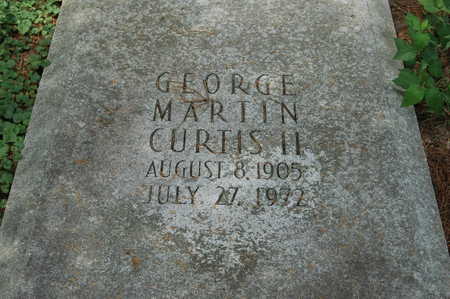 GEORGE
MARTIN
CURTIS II
AUGUST 8, 1905
JULY 27, 1972